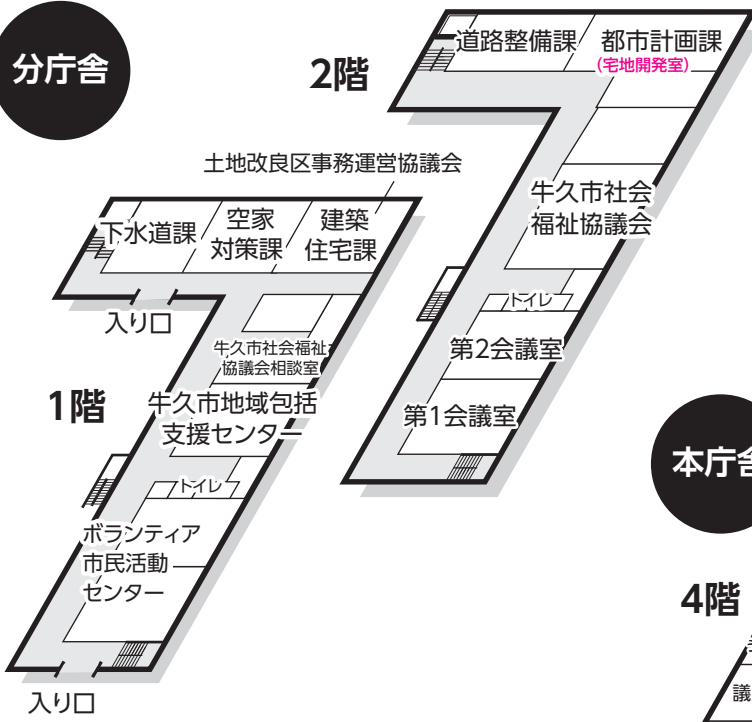 分庁舎
2階
道路整備課
都市計画課
(宅地開発室)
牛久市社会
福祉協議会
トイレ
第2会議室
第1会議室
土地改良区事務運営協議会
下水道課
空家
対策課
建築
住宅課
入り口
牛久市社会福祉
協議会相談室
1階
牛久市地域包括
支援センター
トイレ
ボランティア
市民活動
センター
入り口
本庁舎
4階
議